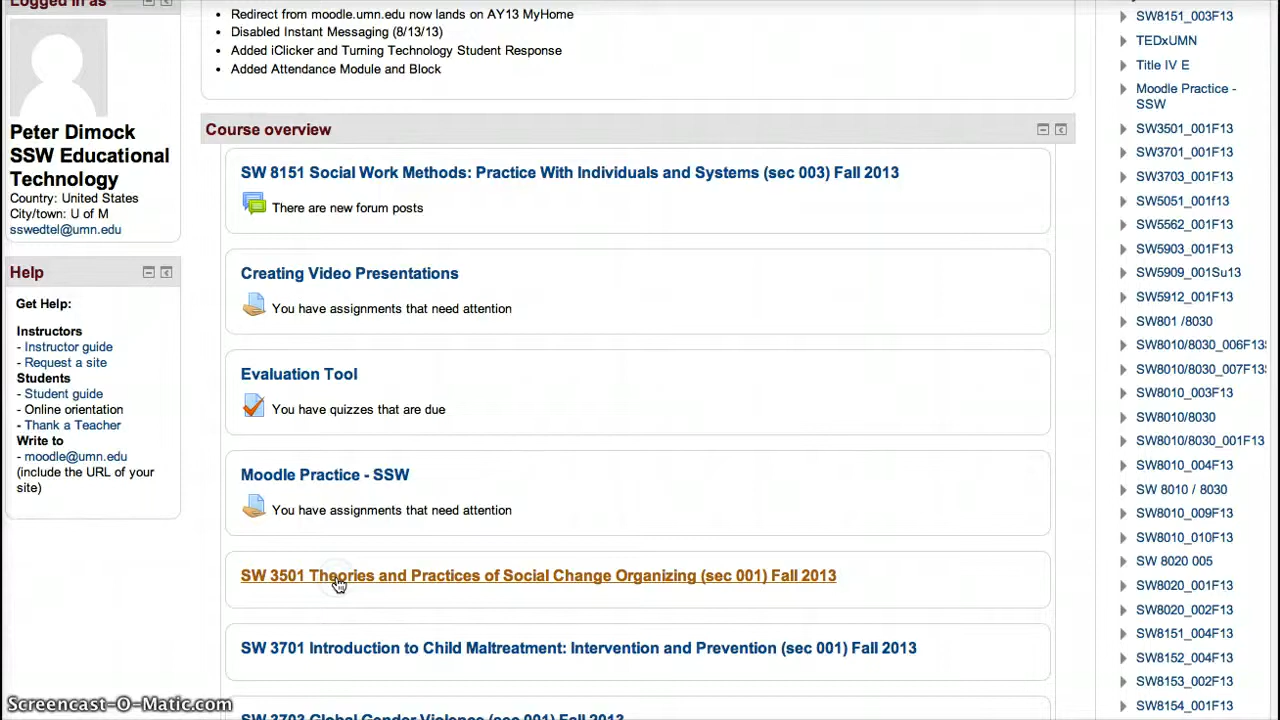 Logged in as
Peter Dimock
SSW Educational
Technology
Country: United States
City/town: U of M
sswedtel@umn.edu
Help
Get Help:
Instructors
- Instructor guide
- Request a site
Students
- Student guide
- Online orientation
- Thank a Teacher
Write to
- moodle@umn.edu
(include the URL of your
site)
Redirect from moodle.umn.edu now lands on AY13 MyHome
Disabled Instant Messaging (8/13/13)
Added iClicker and Turning Technology Student Response
Added Attendance Module and Block
Course overview
SW 8151 Social Work Methods: Practice With Individuals and Systems (sec 003) Fall 2013
There are new forum posts
Creating Video Presentations
You have assignments that need attention
Evaluation Tool
You have quizzes that are due
Moodle Practice - SSW
You have assignments that need attention
SW 3501 Theories and Practices of Social Change Organizing (sec 001) Fall 2013
SW 3701 Introduction to Child Maltreatment: Intervention and Prevention (sec 001) Fall 2013
SW 3703 Global Gender Violence (sec 001) Fall 2013
SW8151_003F13
TEDxUMN
Title IV E
Moodle Practice -
SSW
SW3501_001F13
SW3701_001F13
SW3703_001F13
SW5051_001f13
SW5562_001F13
SW5903_001F13
SW5909_001Su13
SW5912_001F13
SW801 /8030
SW8010/8030_006F13
SW8010/8030_007F13
SW8010_003F13
SW8010/8030
SW8010/8030_001F13
SW8010_004F13
SW 8010 / 8030
SW8010_009F13
SW8010_010F13
SW 8020 005
SW8020_001F13
SW8020_002F13
SW8151_004F13
SW8152_004F13
SW8153_002F13
SW8154_001F13
Screencast-O-Matic.com